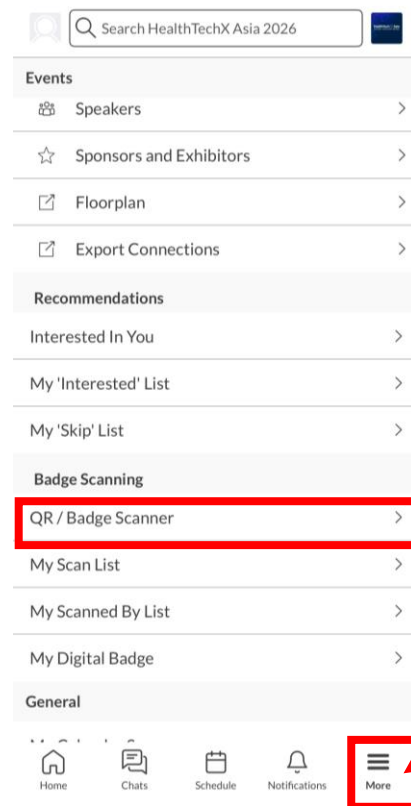 Search HealthTechX Asia 2026
Events
Speakers
Sponsors and Exhibitors
Floorplan
Export Connections
Recommendations
Interested In You
My 'Interested' List
My 'Skip' List
Badge Scanning
QR / Badge Scanner
My Scan List
My Scanned By List
My Digital Badge
General
Home Chats Schedule Notifications More